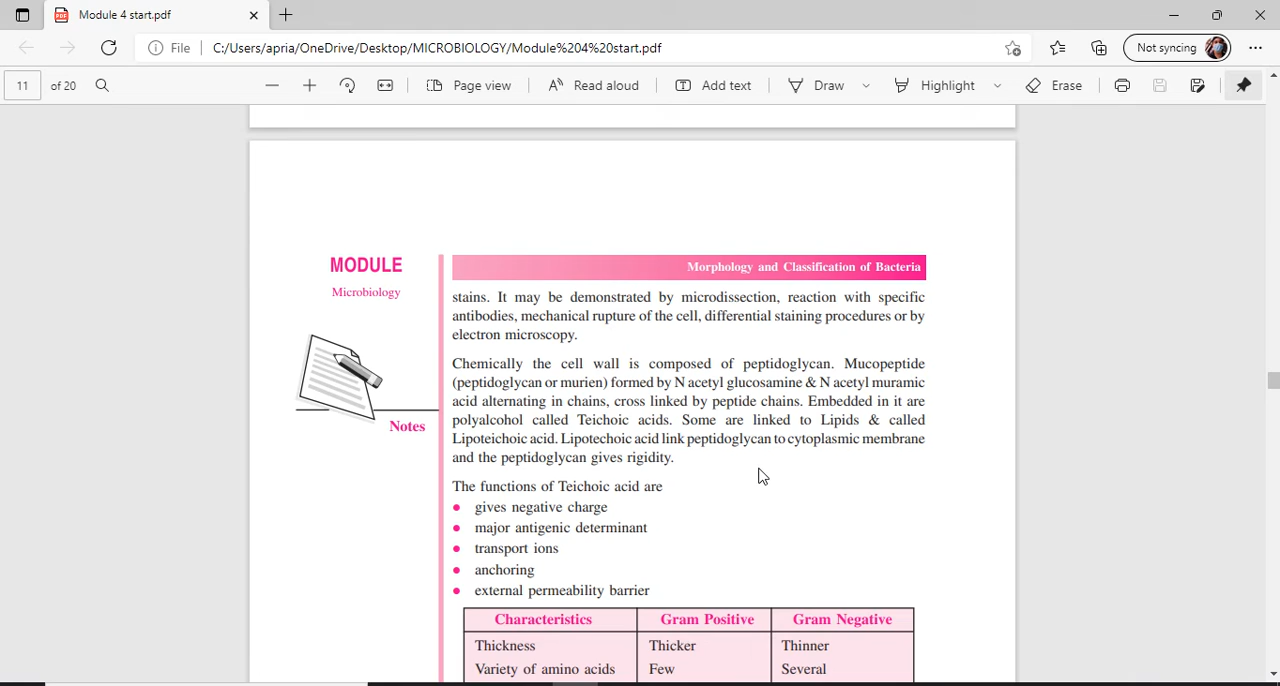 Module 4 start.pdf
File C:/Users/apria/OneDrive/Desktop/MICROBIOLOGY/Module%204%20start.pdf Not syncing
11 of 20 Page view Read aloud Add text Draw Highlight Erase
MODULE
Microbiology
Notes
Morphology and Classification of Bacteria
stains. It may be demonstrated by microdissection, reaction with specific
antibodies, mechanical rupture of the cell, differential staining procedures or by
electron microscopy.
Chemically the cell wall is composed of peptidoglycan. Mucopeptide
(peptidoglycan or murien) formed by N acetyl glucosamine & N acetyl muramic
acid alternating in chains, cross linked by peptide chains. Embedded in it are
polyalcohol called Teichoic acids. Some are linked to Lipids & called
Lipoteichoic acid. Lipotechoic acid link peptidoglycan to cytoplasmic membrane
and the peptidoglycan gives rigidity.
The functions of Teichoic acid are
• gives negative charge
• major antigenic determinant
• transport ions
• anchoring
• external permeability barrier
Characteristics Gram Positive Gram Negative
Thickness Thicker Thinner
Variety of amino acids Few Several